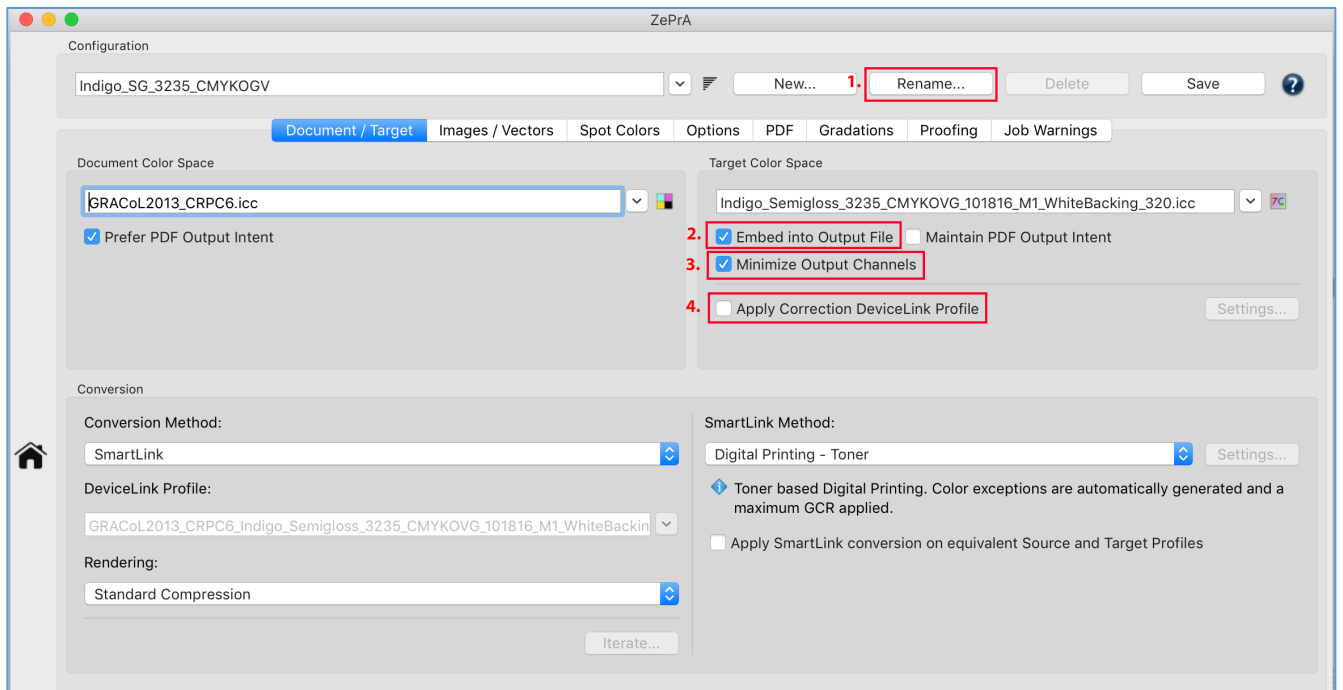 ZePrA
Configuration
Indigo_SG_3235_CMYKOGV
New...
1.
Rename...
Delete
Save
?
Document / Target
Images / Vectors
Spot Colors
Options
PDF
Gradations
Proofing
Job Warnings
Document Color Space
GRACoL2013_CRPC6.icc
Prefer PDF Output Intent
Target Color Space
Indigo_Semigloss_3235_CMYKOVG_101816_M1_WhiteBacking_320.icc
7C
2.
Embed into Output File
Maintain PDF Output Intent
3.
Minimize Output Channels
4.
Apply Correction DeviceLink Profile
Settings...
Conversion
Conversion Method:
SmartLink
DeviceLink Profile:
GRACoL2013_CRPC6_Indigo_Semigloss_3235_CMYKOVG_101816_M1_WhiteBackin
Rendering:
Standard Compression
Iterate...
SmartLink Method:
Digital Printing - Toner
Settings...
Toner based Digital Printing. Color exceptions are automatically generated and a
maximum GCR applied.
Apply SmartLink conversion on equivalent Source and Target Profiles